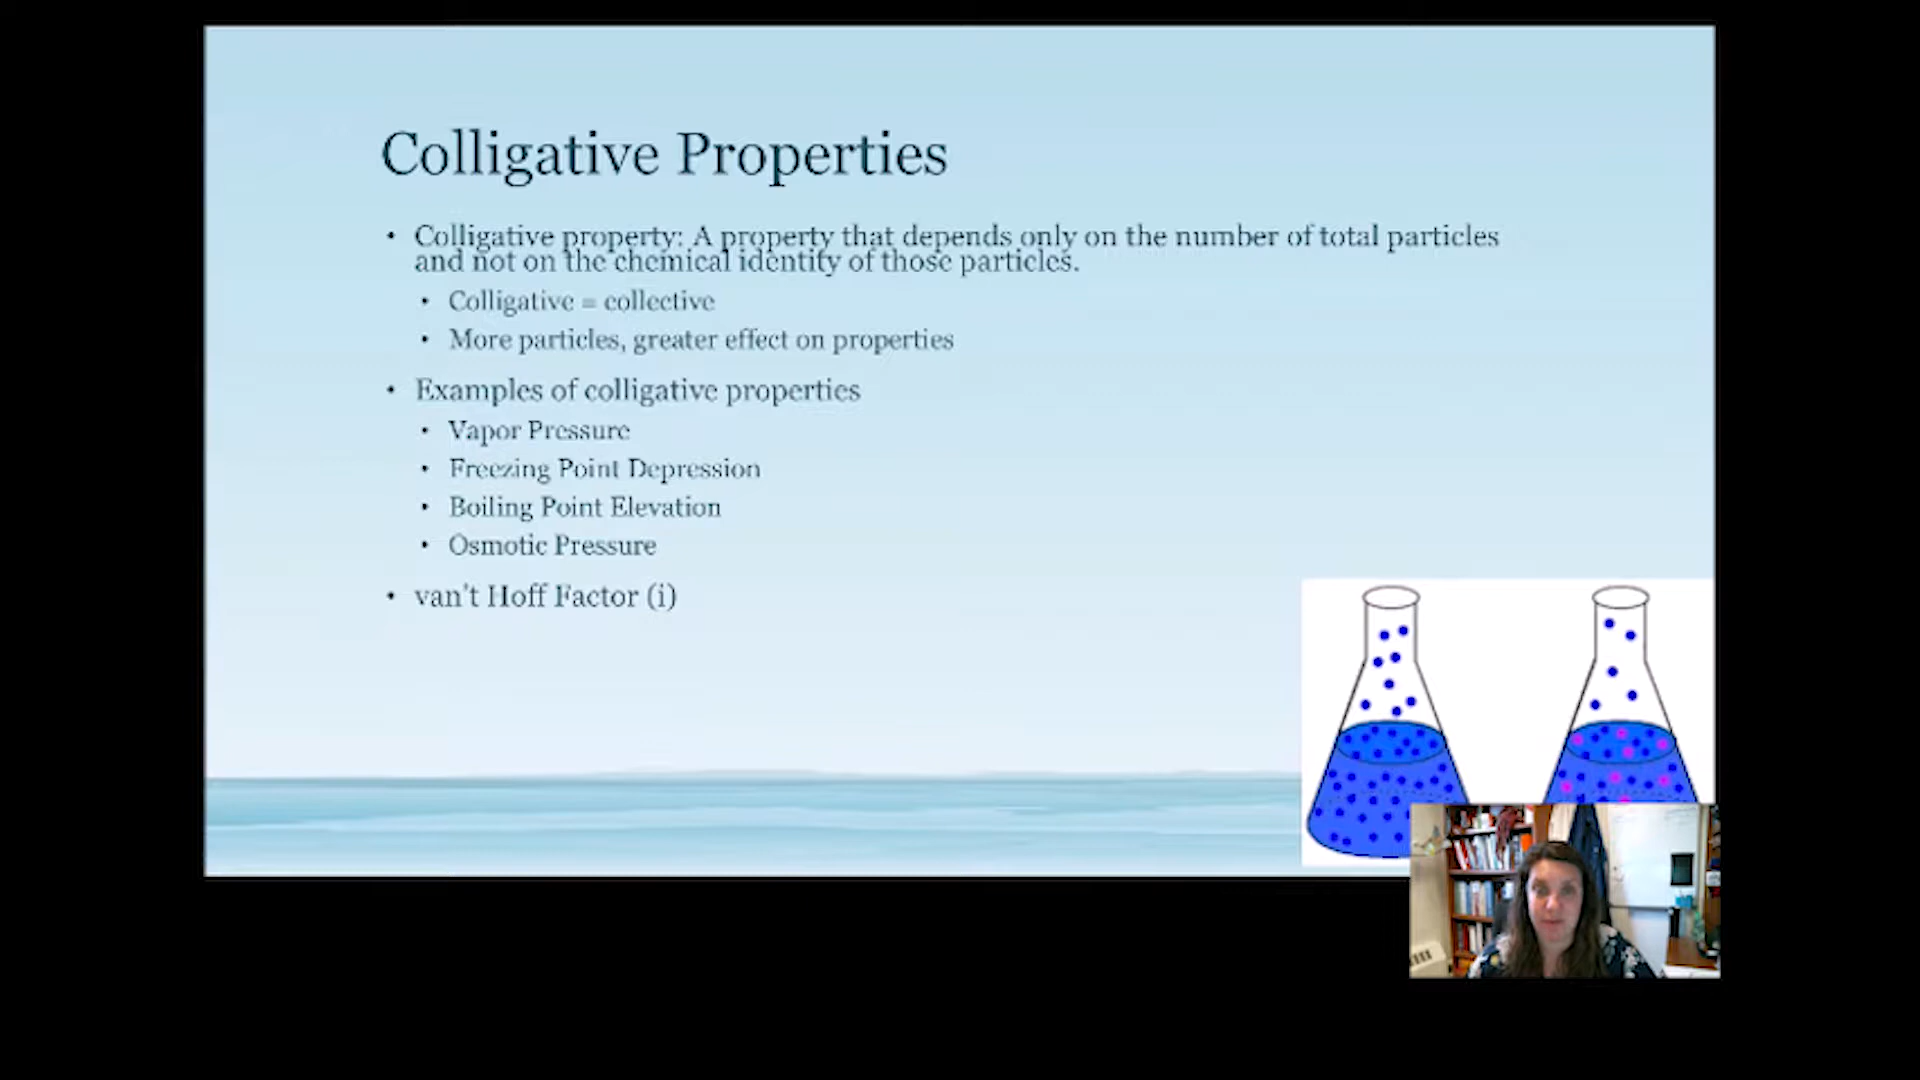 Colligative Properties
• Colligative property: A property that depends only on the number of total particles
and not on the chemical identity of those particles.
• Colligative = collective
• More particles, greater effect on properties
• Examples of colligative properties
• Vapor Pressure
• Freezing Point Depression
• Boiling Point Elevation
• Osmotic Pressure
• van't Hoff Factor (i)